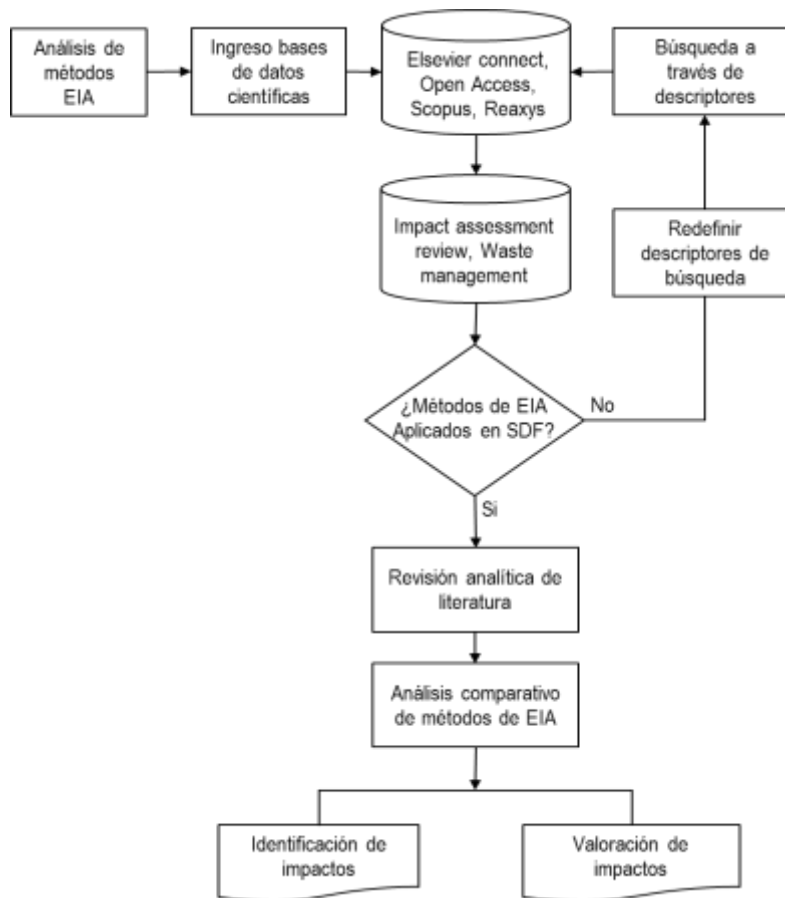 Análisis de
métodos
EIA
Ingreso bases
de datos
científicas
Elsevier connect,
Open Access,
Scopus, Reaxys
Búsqueda a
través de
descriptores
Impact assessment
review, Waste
management
Redefinir
descriptores de
búsqueda
¿Métodos de EIA
Aplicados en SDF?
No
Si
Revisión analítica de
literatura
Análisis comparativo
de métodos de EIA
Identificación de
impactos
Valoración de
impactos